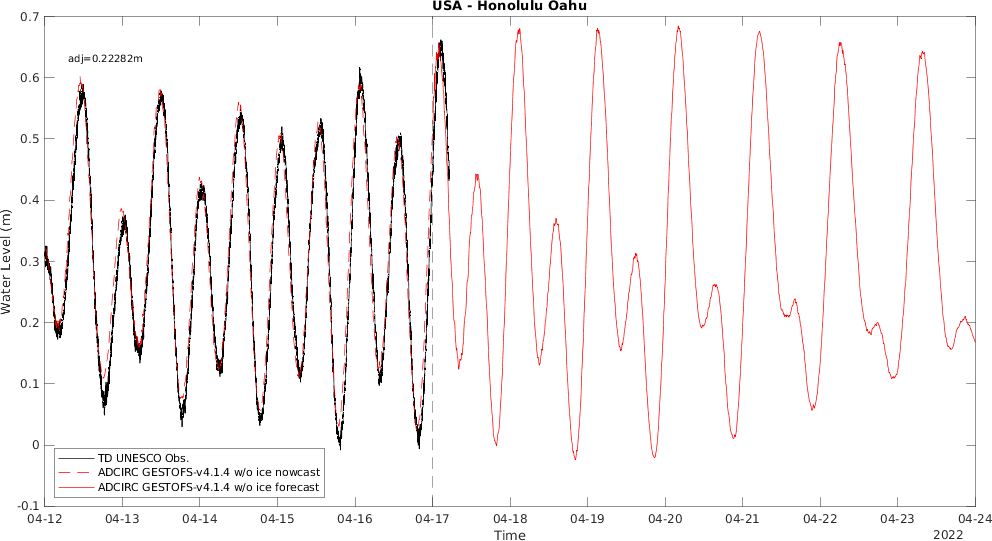 USA - Honolulu Oahu
adj=0.22282m
0.7
0.6
0.5
0.4
0.3
0.2
0.1
0
-0.1
Water Level (m)
TD UNESCO Obs.
ADCIRC GESTOFS-v4.1.4 w/o ice nowcast
ADCIRC GESTOFS-v4.1.4 w/o ice forecast
04-12 04-13 04-14 04-15 04-16 04-17 04-18 04-19 04-20 04-21 04-22 04-23 04-24
Time
2022